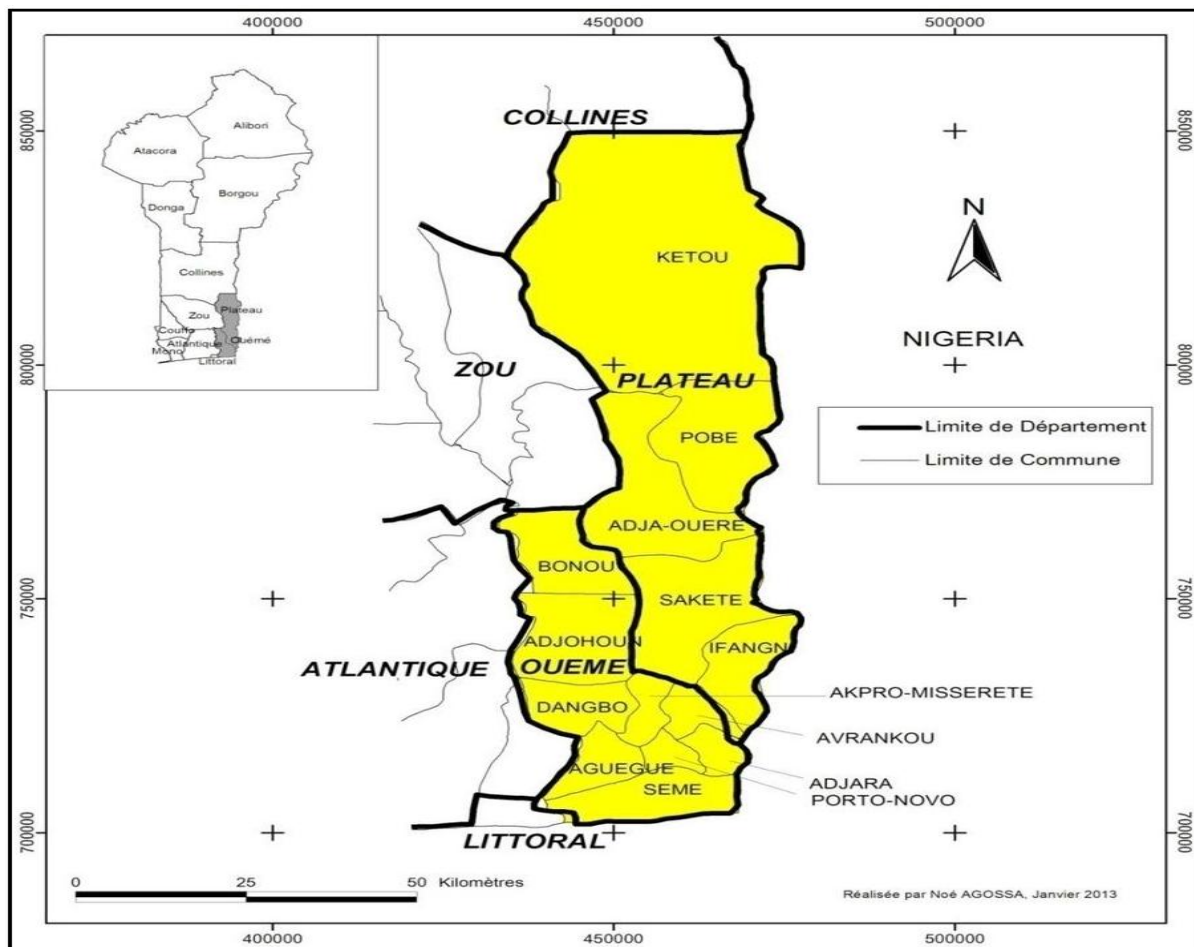 400000
450000
500000
850000
850000
COLLINES
Alibori
Atacora
Borgou
Donga
Collines
Plateau
Zou
Couffo
Ouémé
Atlantique
Mono
Littoral
N
KETOU
NIGERIA
800000
800000
ZOU
PLATEAU
Limite de Département
Limite de Commune
POBE
ADJA-OUERE
BONOU
750000
750000
SAKETE
ADJOHOUN
IFANGN
ATLANTIQUE
OUEME
AKPRO-MISSERETE
DANGBO
AVRANKOU
AGUEGUE
ADJARA
SEME
PORTO-NOVO
700000
700000
LITTORAL
0 25 50 Kilomètres
Réalisée par Noé AGOSSA, Janvier 2013
400000
450000
500000